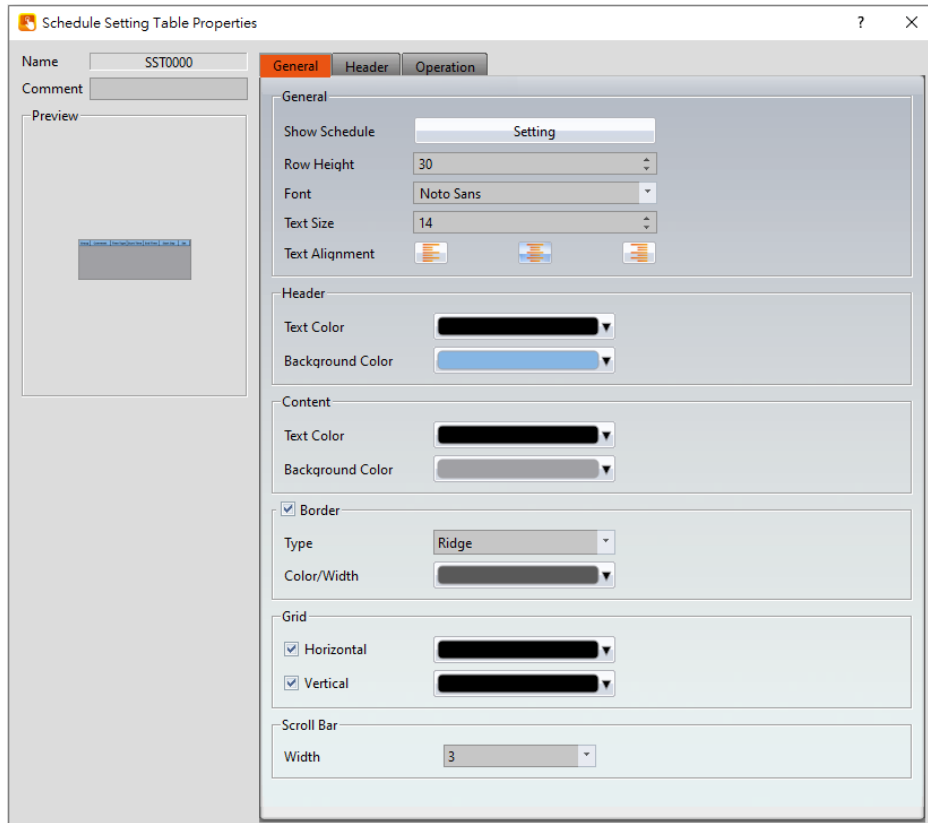 Schedule Setting Table Properties
Name SST0000
Comment
Preview
General Header Operation
General
Show Schedule Setting
Row Height 30
Font Noto Sans
Text Size 14
Text Alignment
Header
Text Color
Background Color
Content
Text Color
Background Color
Border
Type Ridge
Color/Width
Grid
Horizontal
Vertical
Scroll Bar
Width 3